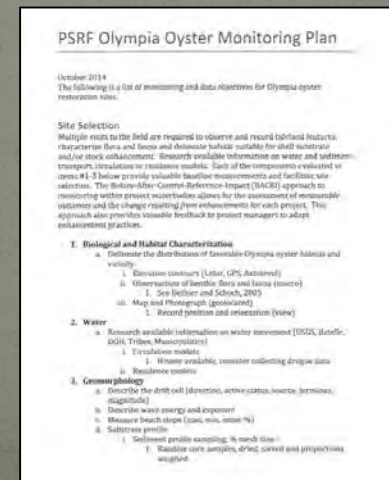 PSRF Olympia Oyster Monitoring Plan
October 2014
The following is a list of monitoring and data objectives for Olympia oyster
restoration sites.
Site Selection
Multiple visits to the field are required to observe and record tideland features,
characterize flora and fauna and delineate habitat suitable for shell substrate
and/or stock enhancement. Research available information on water and sediment
transport, circulation or residence models. Each of the components evaluated in
items #1-3 below provide valuable baseline measurements and facilitate site
selection. The Before-After-Control-Reference-Impact (BACRI) approach to
monitoring within project waterbodies allows for the assessment of measurable
outcomes and the change resulting from enhancements for each project. This
approach also provides valuable feedback to project managers to adapt
enhancement practices.
1. Biological and Habitat Characterization
a. Delineate the distribution of favorable Olympia oyster habitat and
vicinity
i. Elevation contours (Lidar, GPS, Autolevel)
ii. Observations of benthic flora and fauna (macro)
1. See Dethier and Schoch, 2005
iii. Map and Photograph (geolocated)
1. Record position and orientation (view)
2. Water
a. Research available information on water movement (USGS, Batelle,
DOH, Tribes, Municipalities)
i. Circulation models
1. If none available, consider collecting drogue data
ii. Residence models
3. Geomorphology
a. Describe the drift cell (direction, active status, source, terminus,
magnitude)
b. Describe wave energy and exposure
c. Measure beach slope (max, min, mean %)
d. Substrate profile
i. Sediment profile sampling, % mesh size
1. Random core samples, dried, sieved and proportions
weighed